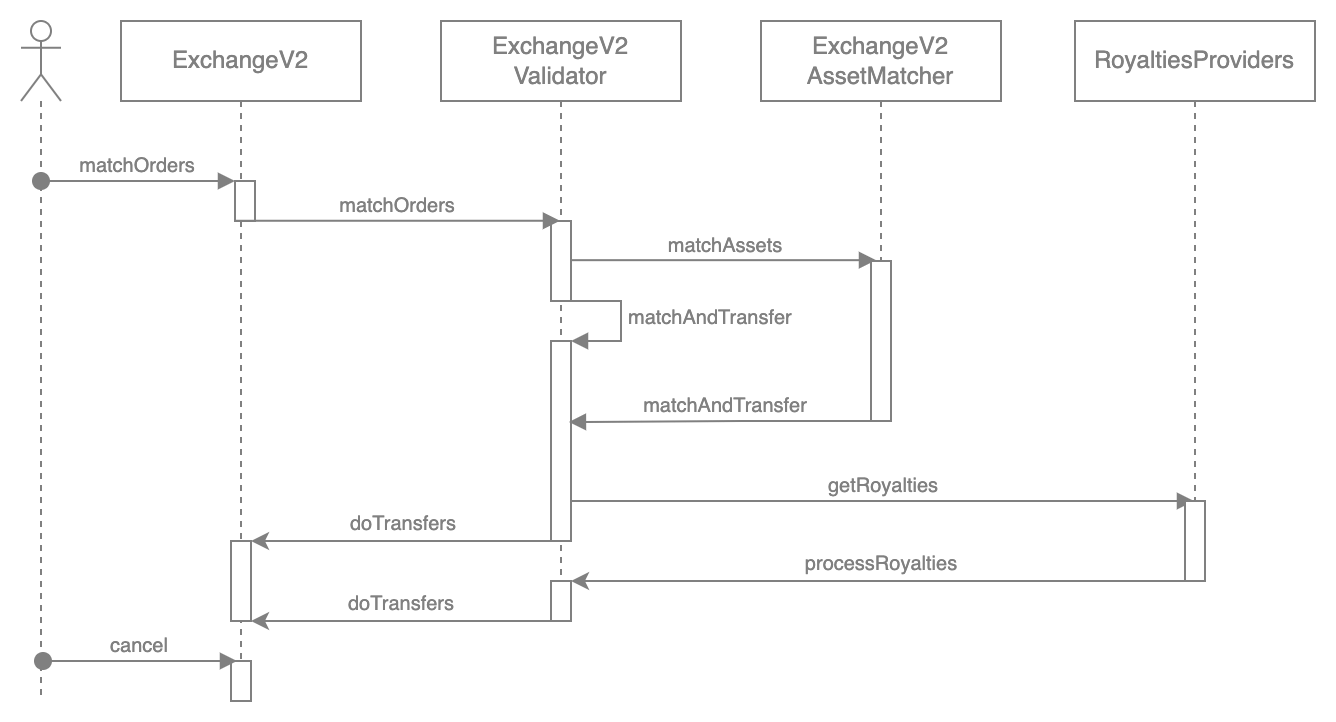 ExchangeV2
ExchangeV2
Validator
ExchangeV2
AssetMatcher
RoyaltiesProviders
matchOrders
matchOrders
matchAssets
matchAndTransfer
matchAndTransfer
getRoyalties
doTransfers
processRoyalties
doTransfers
cancel